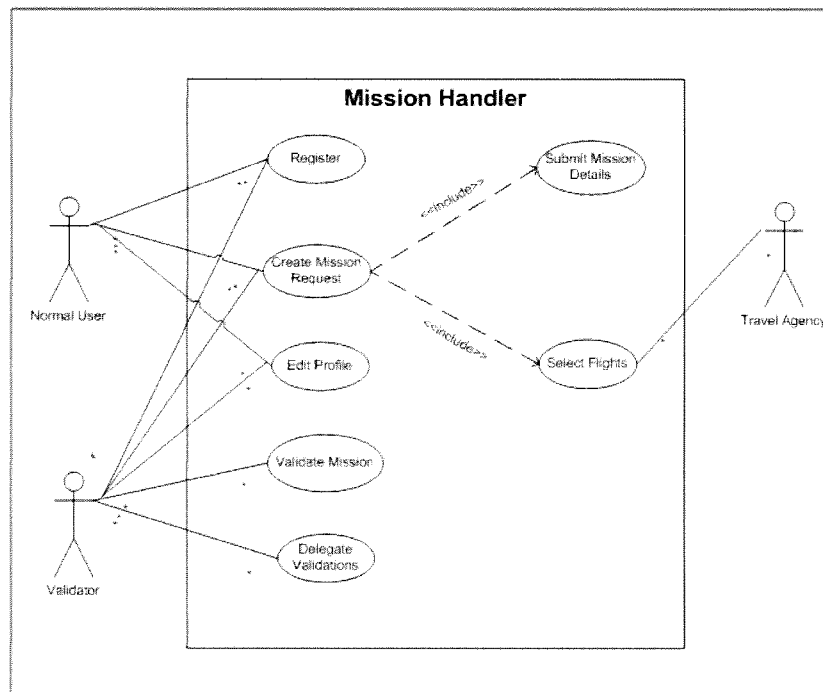 Mission Handler
Register
Submit Mission
Details
<<include>>
Create Mission
Request
Normal User
Travel Agency
<<include>>
Edit Profile
Select Flights
Validate Mission
Delegate
Validations
Validator